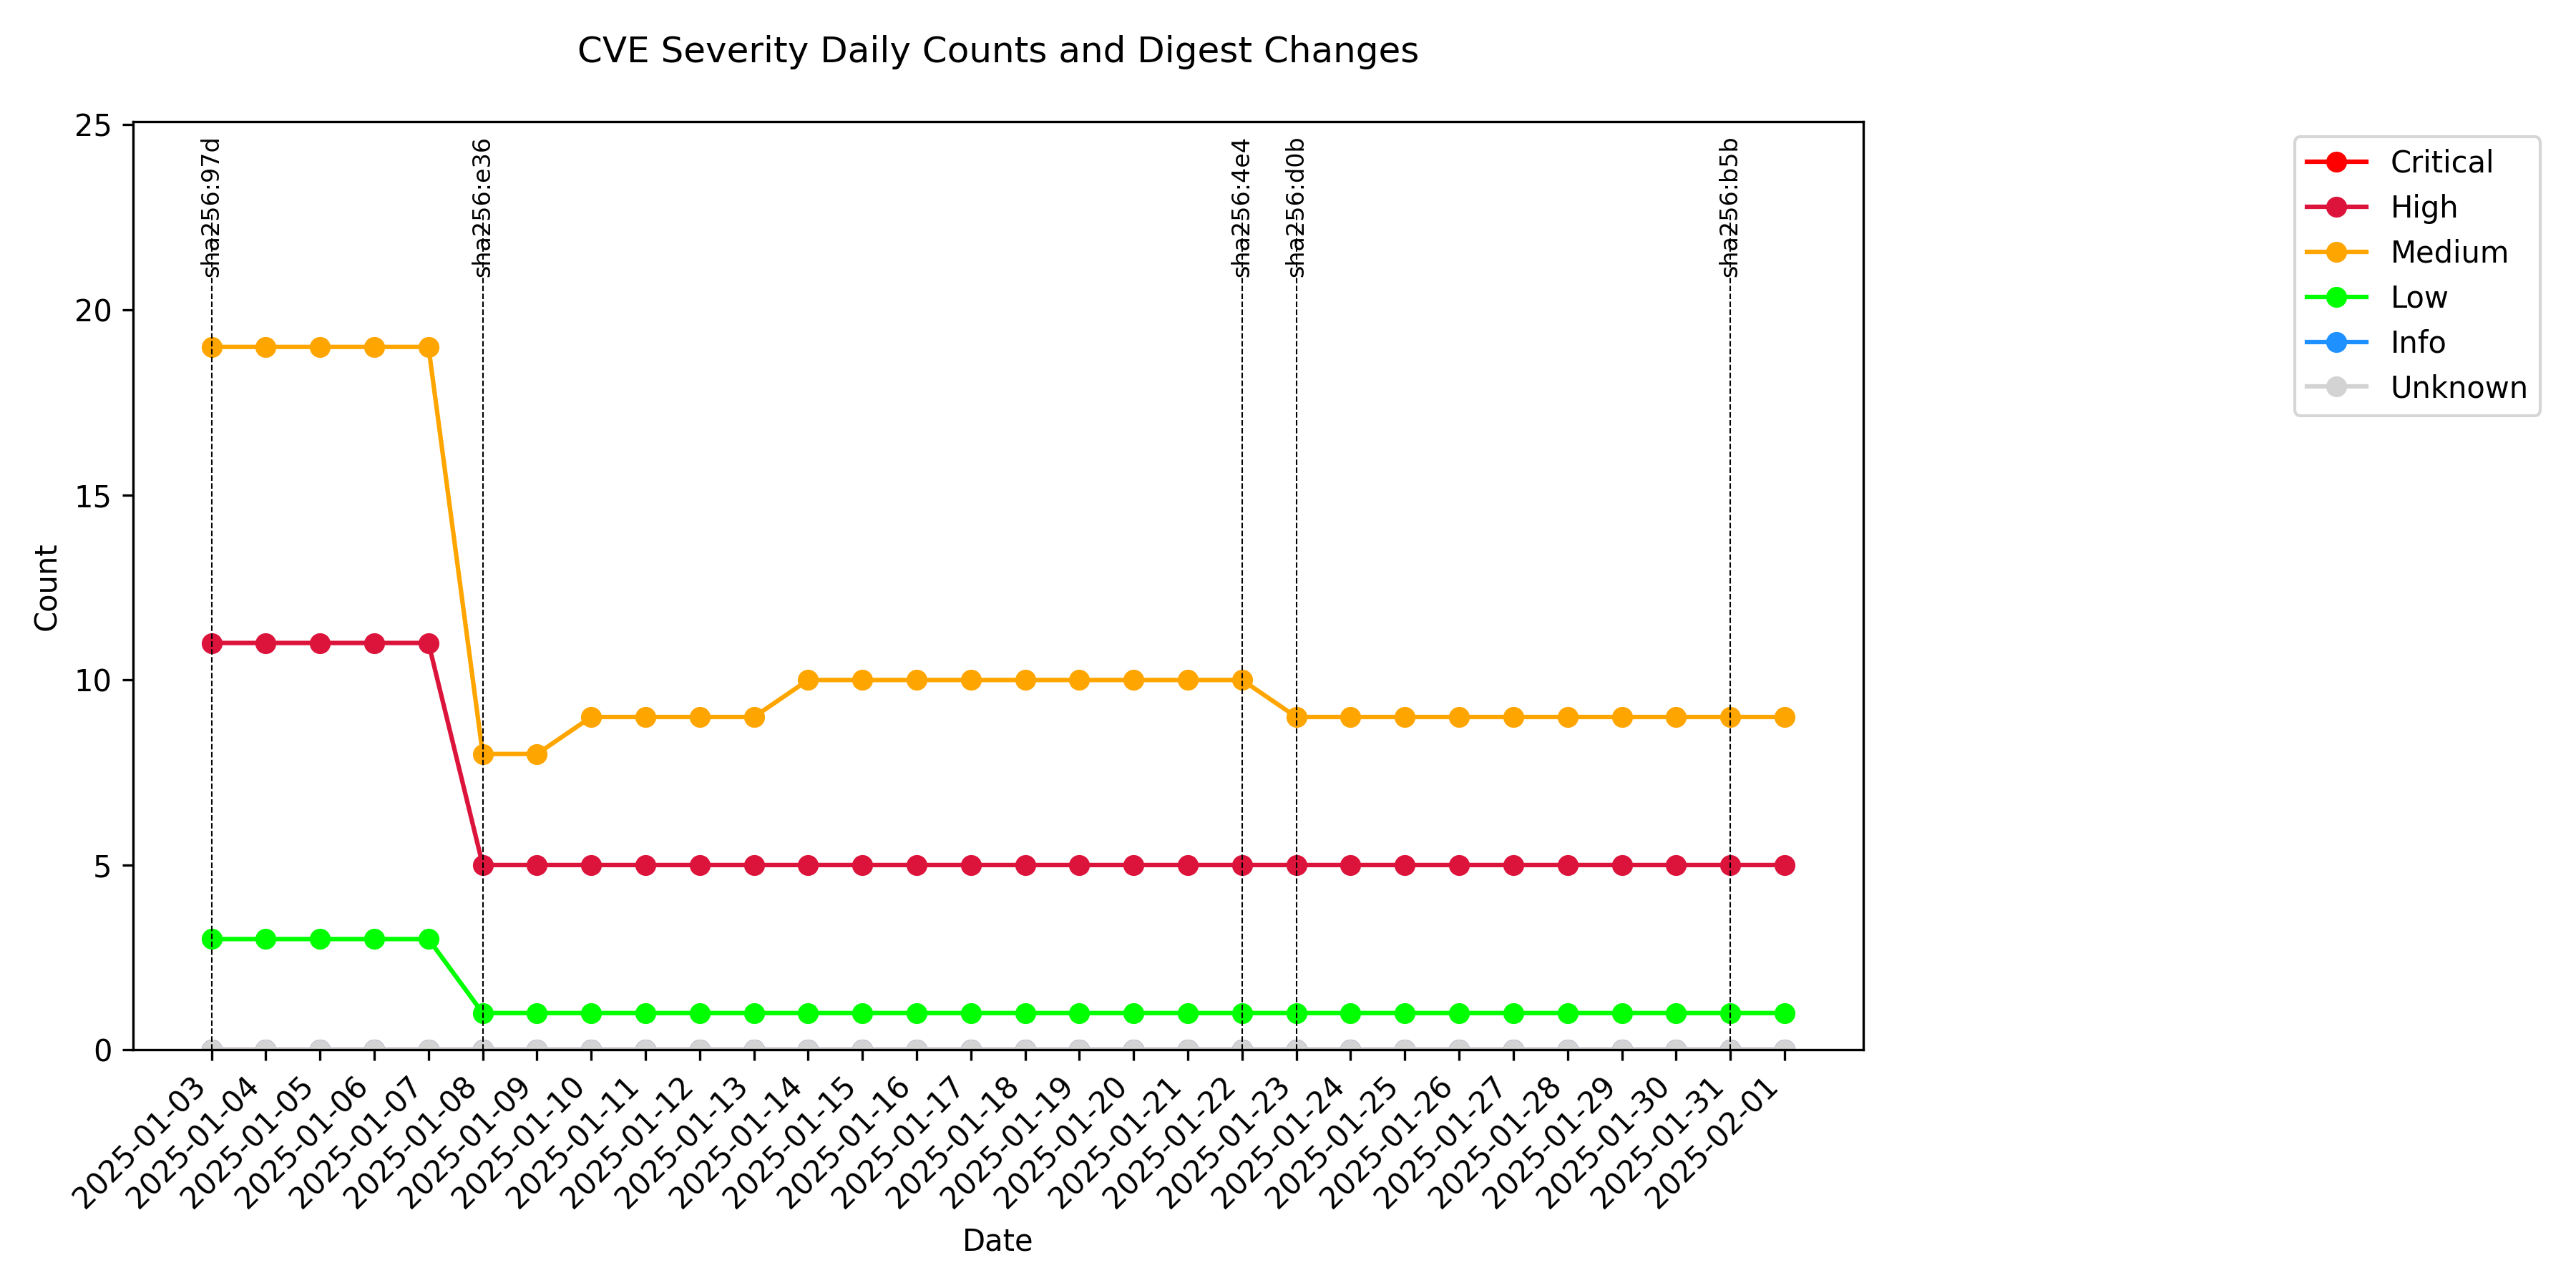 CVE Severity Daily Counts and Digest Changes
25
20
15
10
5
0
Count
sha256:97d
sha256:e36
sha256:4e4
sha256:d0b
sha256:b5b
Critical
High
Medium
Low
Info
Unknown
2025-01-03
2025-01-04
2025-01-05
2025-01-06
2025-01-07
2025-01-08
2025-01-09
2025-01-10
2025-01-11
2025-01-12
2025-01-13
2025-01-14
2025-01-15
2025-01-16
2025-01-17
2025-01-18
2025-01-19
2025-01-20
2025-01-21
2025-01-22
2025-01-23
2025-01-24
2025-01-25
2025-01-26
2025-01-27
2025-01-28
2025-01-29
2025-01-30
2025-01-31
2025-02-01
Date